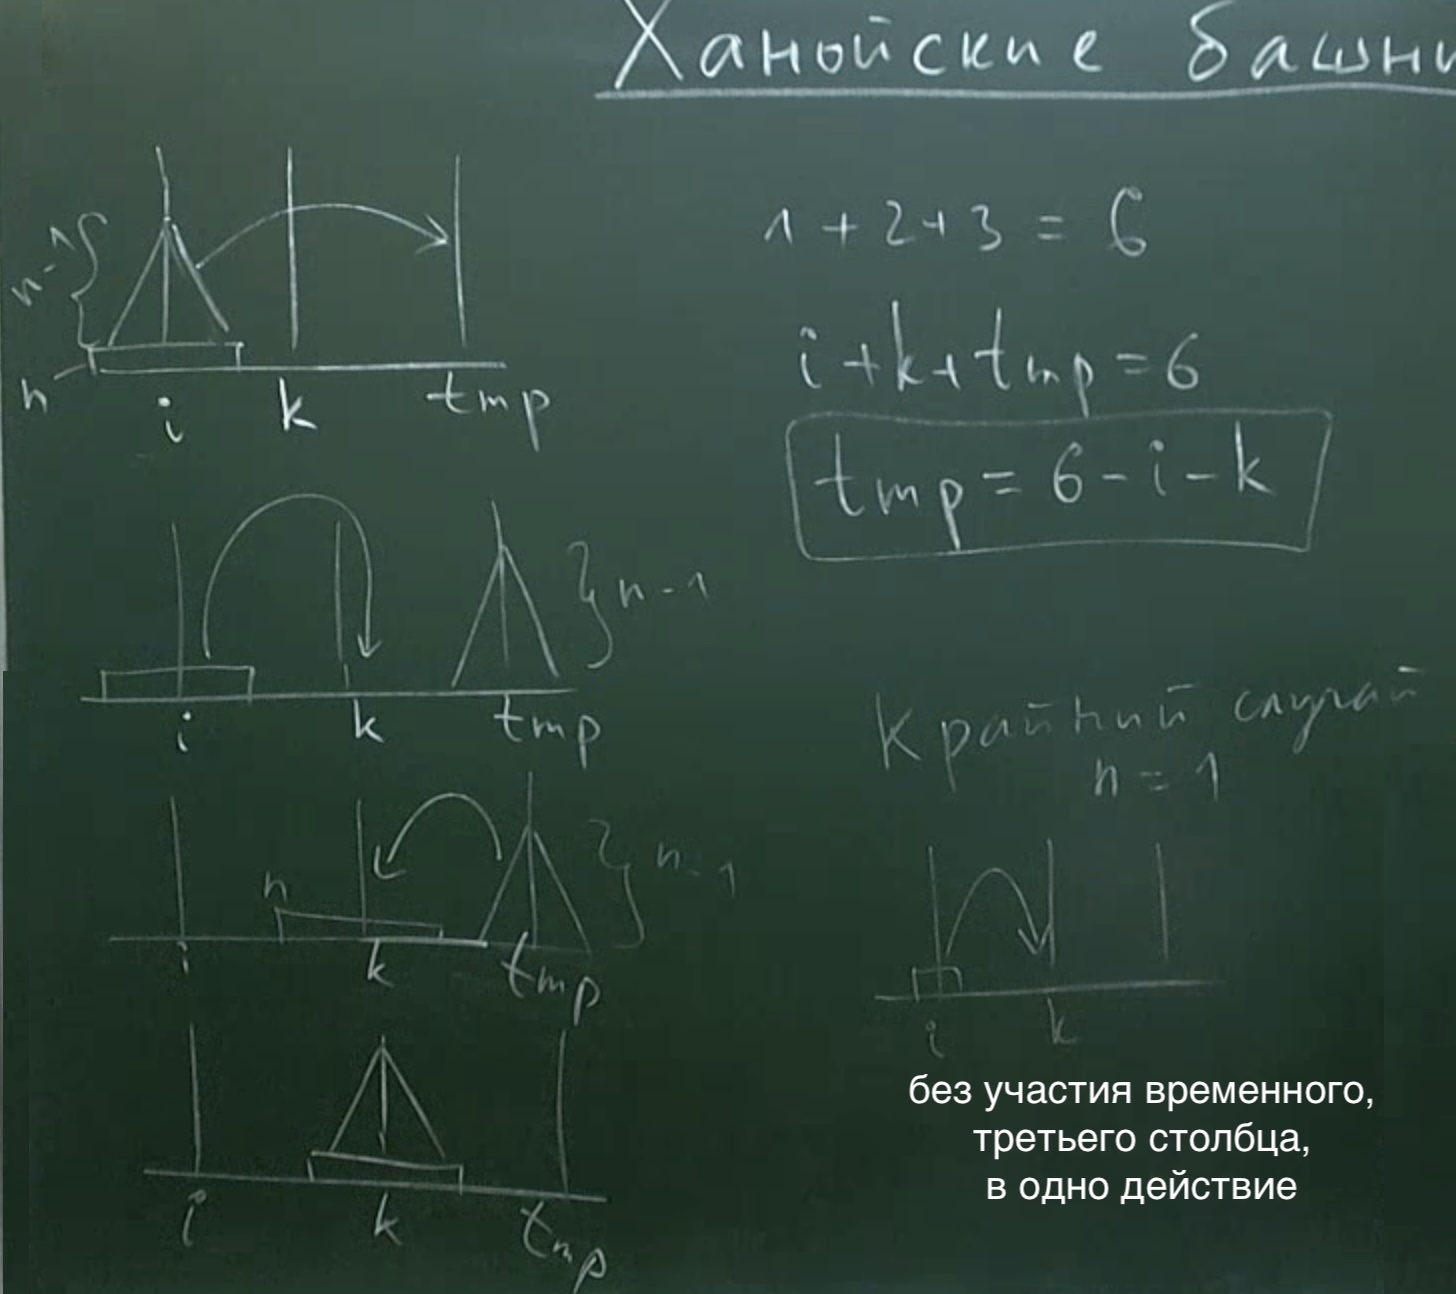 Ханойские башни
n-1
n
i k tmp
1+2+3 = 6
i+k+tmp=6
tmp = 6-i-k
n-1
i k tmp
n
n-1
i k tmp
i k tmp
Крайний случай
n = 1
i k
без участия временного,
третьего столбца,
в одно действие